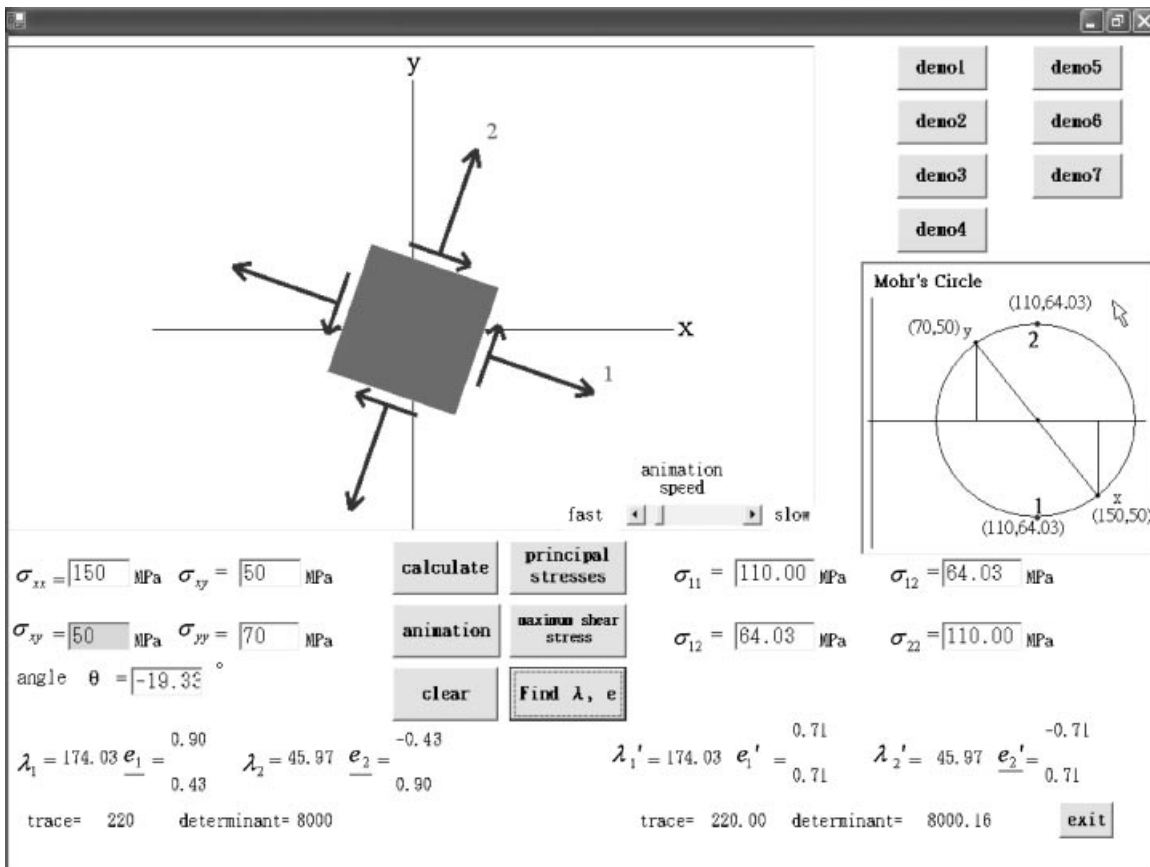 demo1 demo5
demo2 demo6
demo3 demo7
demo4
y
2
x
1
animation
speed
fast slow
Mohr's Circle
(110,64.03)
(70,50) y
2
1
x
(110,64.03)
(150,50)
σxx = 150 MPa σxy = 50 MPa
σxy = 50 MPa σyy = 70 MPa
angle θ = -19.33 °
calculate
principal
stresses
animation
maximum shear
stress
clear
Find λ, e
σ11 = 110.00 MPa σ12 = 64.03 MPa
σ12 = 64.03 MPa σ22 = 110.00 MPa
λ1 = 174.03 e1 = 0.90 0.43 λ2 = 45.97 e2 = -0.43 0.90
λ1' = 174.03 e1' = 0.71 0.71 λ2' = 45.97 e2' = -0.71 0.71
trace= 220 determinant= 8000
trace= 220.00 determinant= 8000.16
exit